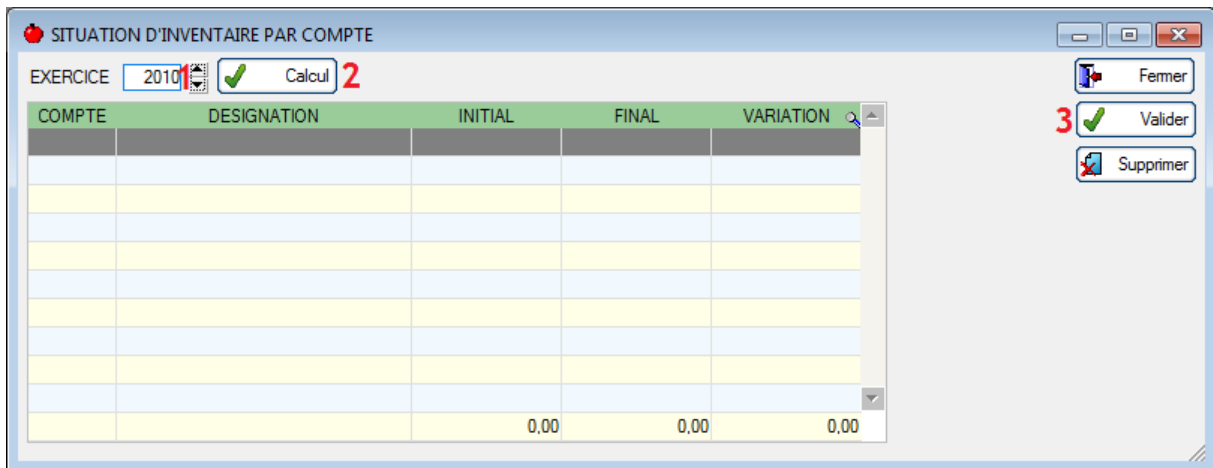 SITUATION D'INVENTAIRE PAR COMPTE
EXERCICE 2010 1 Calcul 2 Fermer
COMPTE DESIGNATION INITIAL FINAL VARIATION 3 Valider
Supprimer
0,00 0,00 0,00